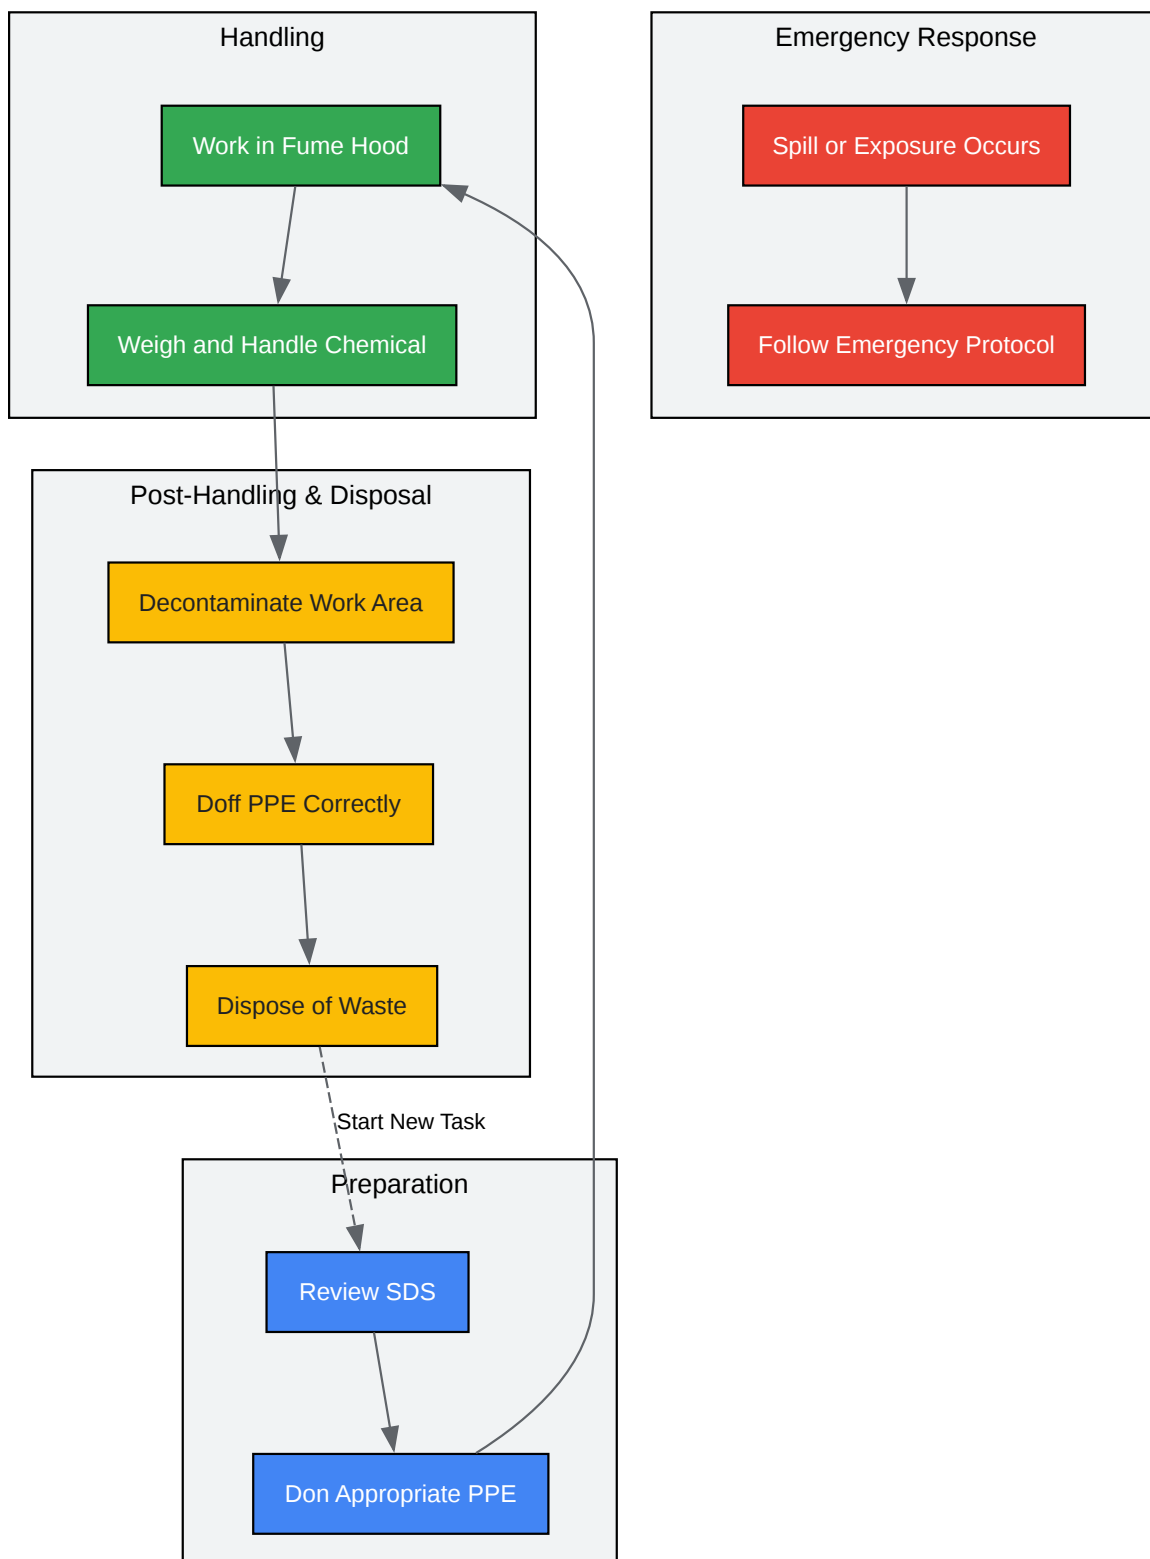 Handling
Work in Fume Hood
Weigh and Handle Chemical
Emergency Response
Spill or Exposure Occurs
Follow Emergency Protocol
Post-Handling & Disposal
Decontaminate Work Area
Doff PPE Correctly
Dispose of Waste
Start New Task
Preparation
Review SDS
Don Appropriate PPE